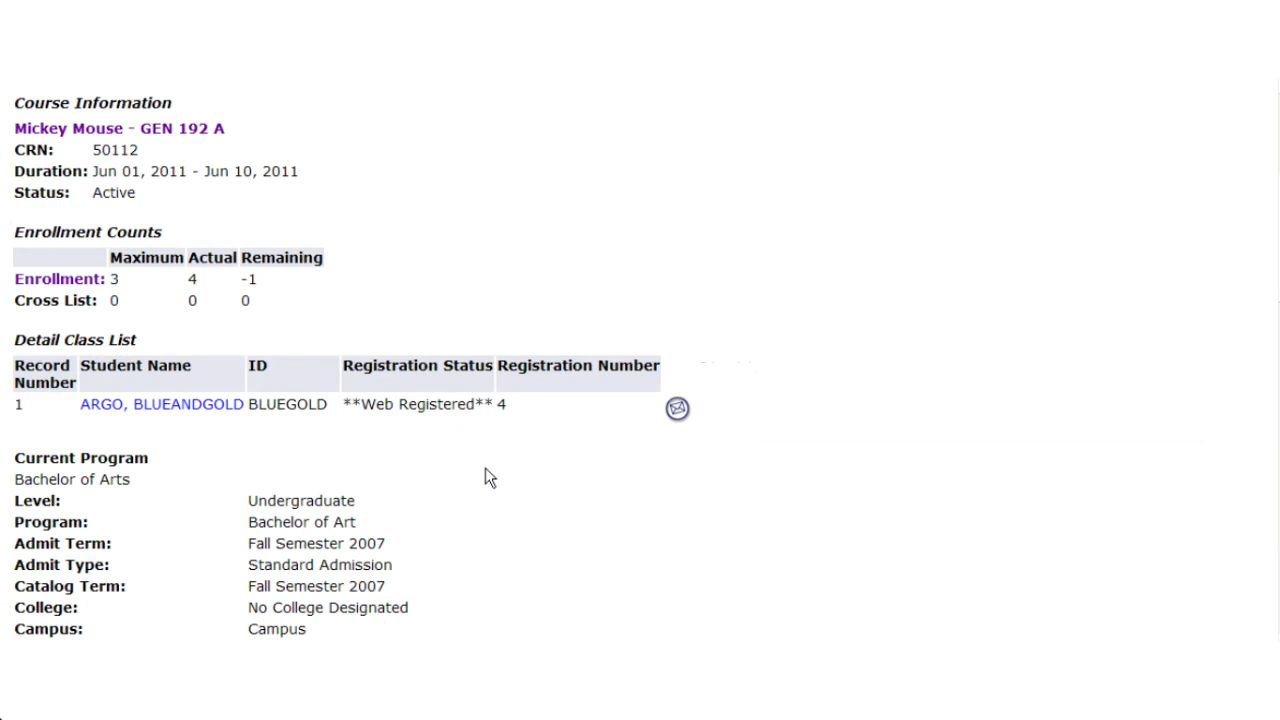 Course Information
Mickey Mouse - GEN 192 A
CRN: 50112
Duration: Jun 01, 2011 - Jun 10, 2011
Status: Active
Enrollment Counts
Maximum Actual Remaining
Enrollment: 3 4 -1
Cross List: 0 0 0
Detail Class List
Record Number Student Name ID Registration Status Registration Number
1 ARGO, BLUEANDGOLD BLUEGOLD **Web Registered** 4
Current Program
Bachelor of Arts
Level: Undergraduate
Program: Bachelor of Art
Admit Term: Fall Semester 2007
Admit Type: Standard Admission
Catalog Term: Fall Semester 2007
College: No College Designated
Campus: Campus